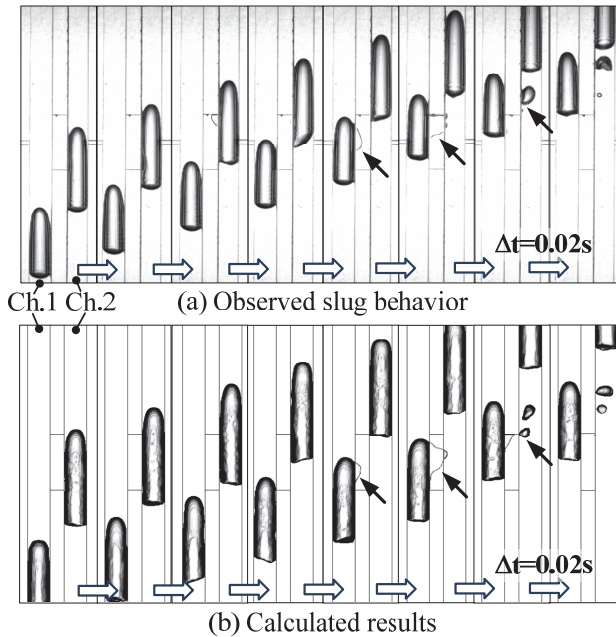 Δt=0.02s
Ch.1 Ch.2
(a) Observed slug behavior
Δt=0.02s
(b) Calculated results